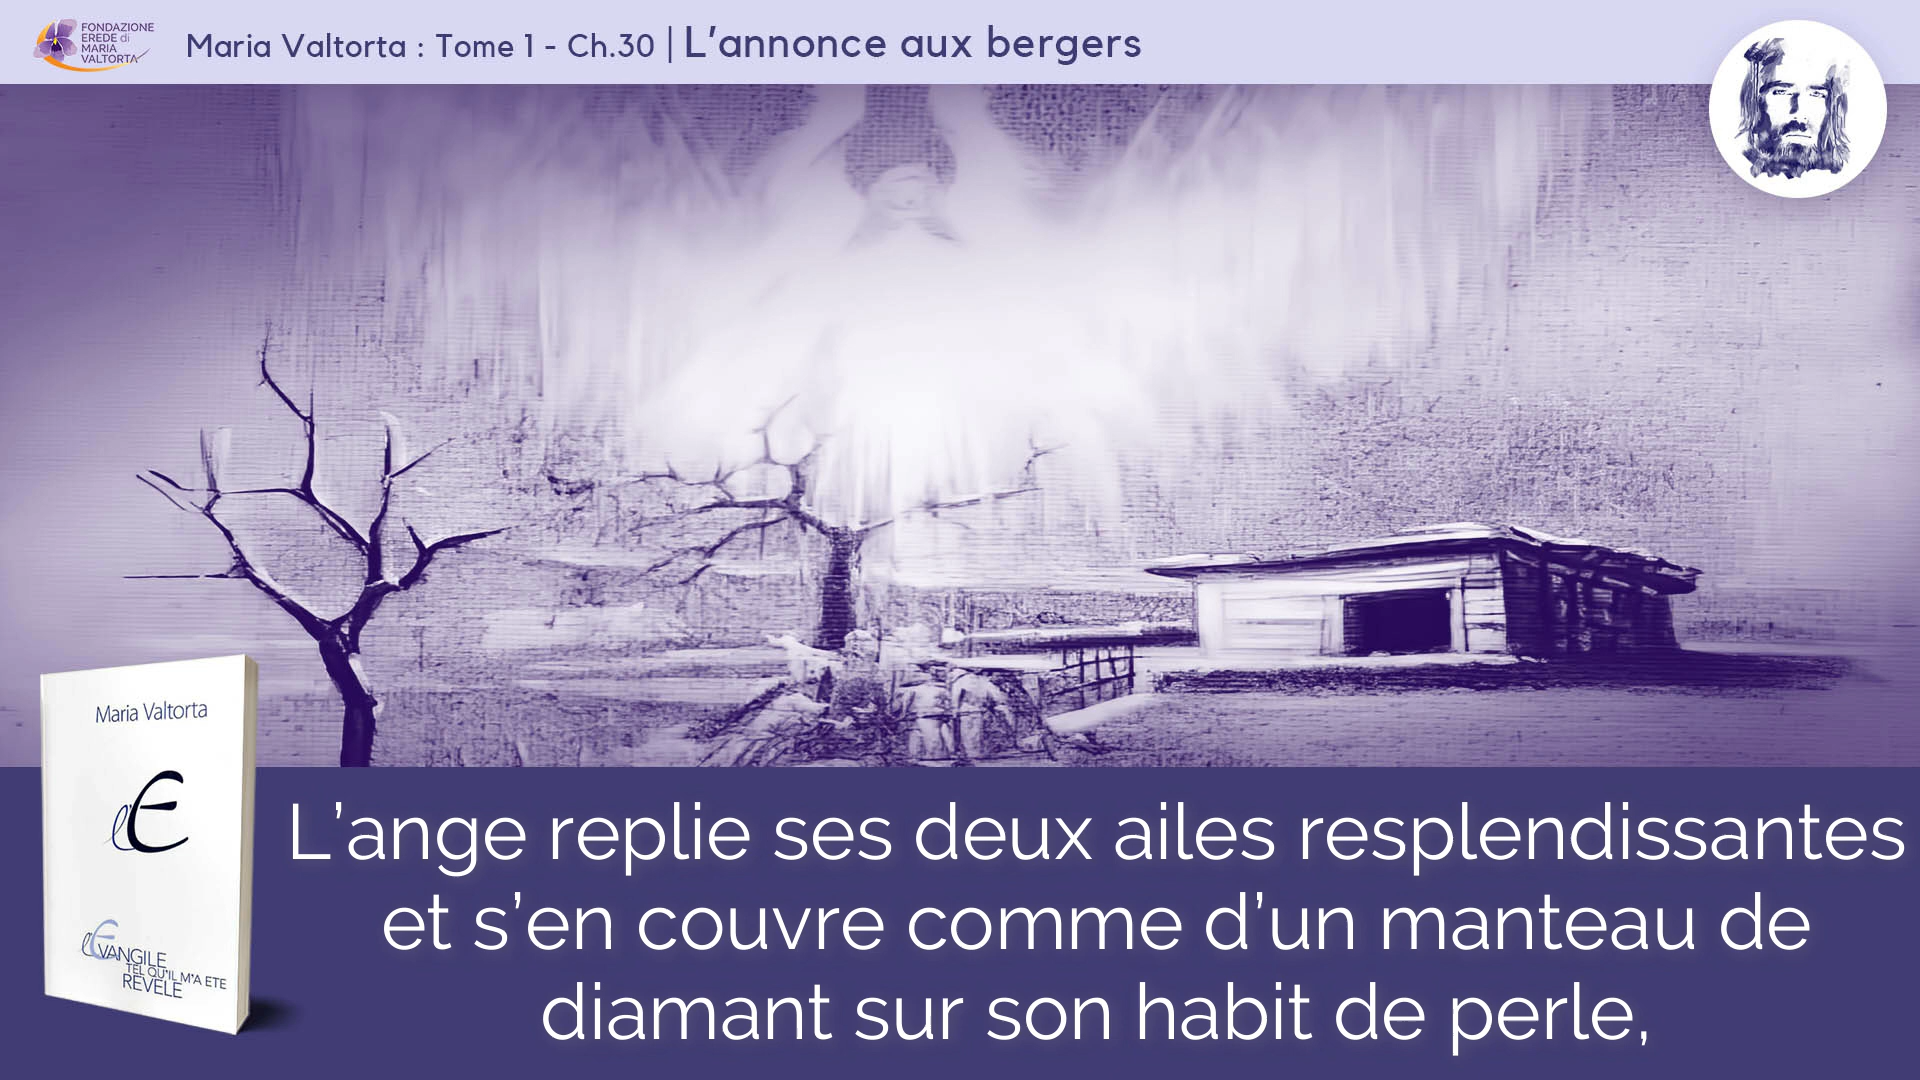 FONDAZIONE
EREDE di
MARIA
VALTORTA
Maria Valtorta : Tome 1 - Ch.30 | L'annonce aux bergers
Maria Valtorta
l'E
l'EVANGILE
TEL QU'IL M'A ETE
REVELE
L'ange replie ses deux ailes resplendissantes
et s'en couvre comme d'un manteau de
diamant sur son habit de perle,